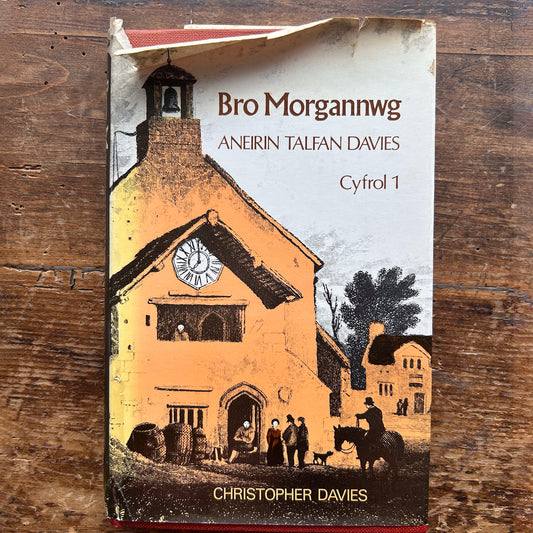 Bro Morgannwg
ANEIRIN TALFAN DAVIES
Cyfrol 1
CHRISTOPHER DAVIES